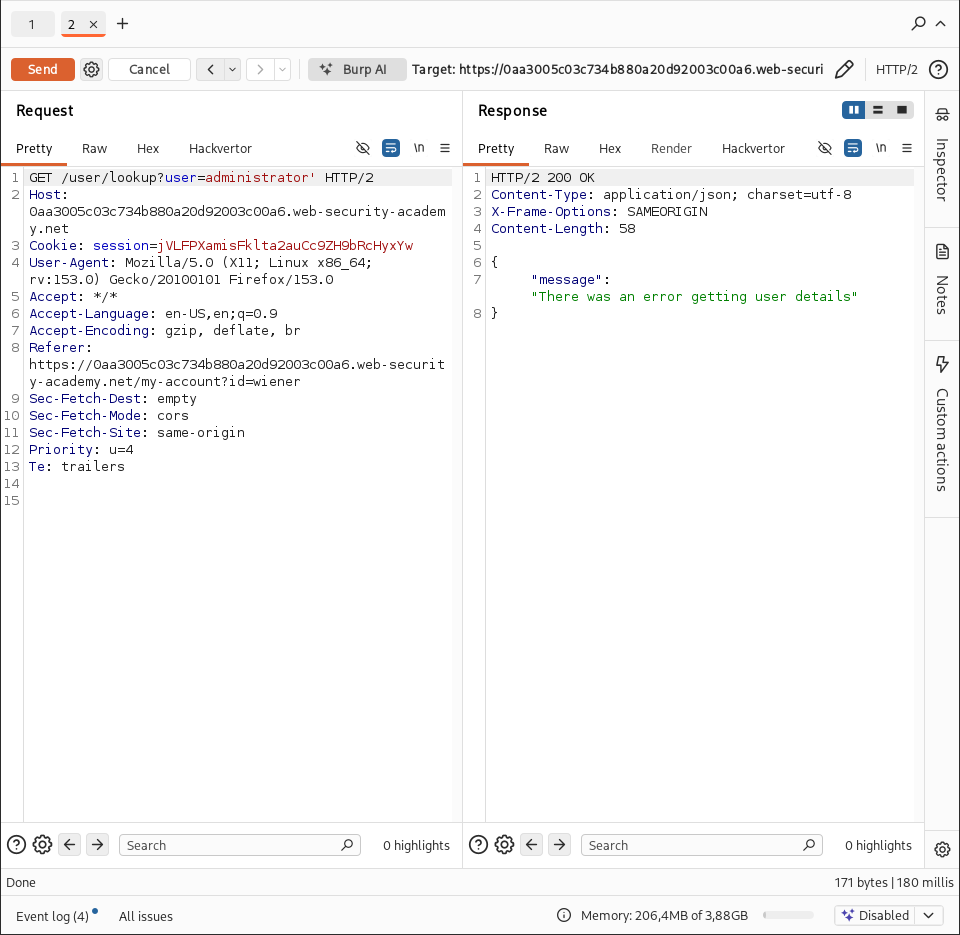 1
2 ×
+
Send
Cancel
Burp AI
Target: https://0aa3005c03c734b880a20d92003c00a6.web-securi
HTTP/2
Request
Pretty Raw Hex Hackvertor
\n
1 GET /user/lookup?user=administrator' HTTP/2
2 Host:
0aa3005c03c734b880a20d92003c00a6.web-security-academ
y.net
3 Cookie: session=jVLFPXamisFklta2auCc9ZH9bRcHyxYw
4 User-Agent: Mozilla/5.0 (X11; Linux x86_64;
rv:153.0) Gecko/20100101 Firefox/153.0
5 Accept: */*
6 Accept-Language: en-US,en;q=0.9
7 Accept-Encoding: gzip, deflate, br
8 Referer:
https://0aa3005c03c734b880a20d92003c00a6.web-securit
y-academy.net/my-account?id=wiener
9 Sec-Fetch-Dest: empty
10 Sec-Fetch-Mode: cors
11 Sec-Fetch-Site: same-origin
12 Priority: u=4
13 Te: trailers
14
15
Search
0 highlights
Response
Pretty Raw Hex Render Hackvertor
\n
1 HTTP/2 200 OK
2 Content-Type: application/json; charset=utf-8
3 X-Frame-Options: SAMEORIGIN
4 Content-Length: 58
5
6 {
7 "message":
"There was an error getting user details"
8 }
Search
0 highlights
Inspector
Notes
Custom actions
Done
171 bytes | 180 millis
Event log (4)
All issues
Memory: 206,4MB of 3,88GB
Disabled